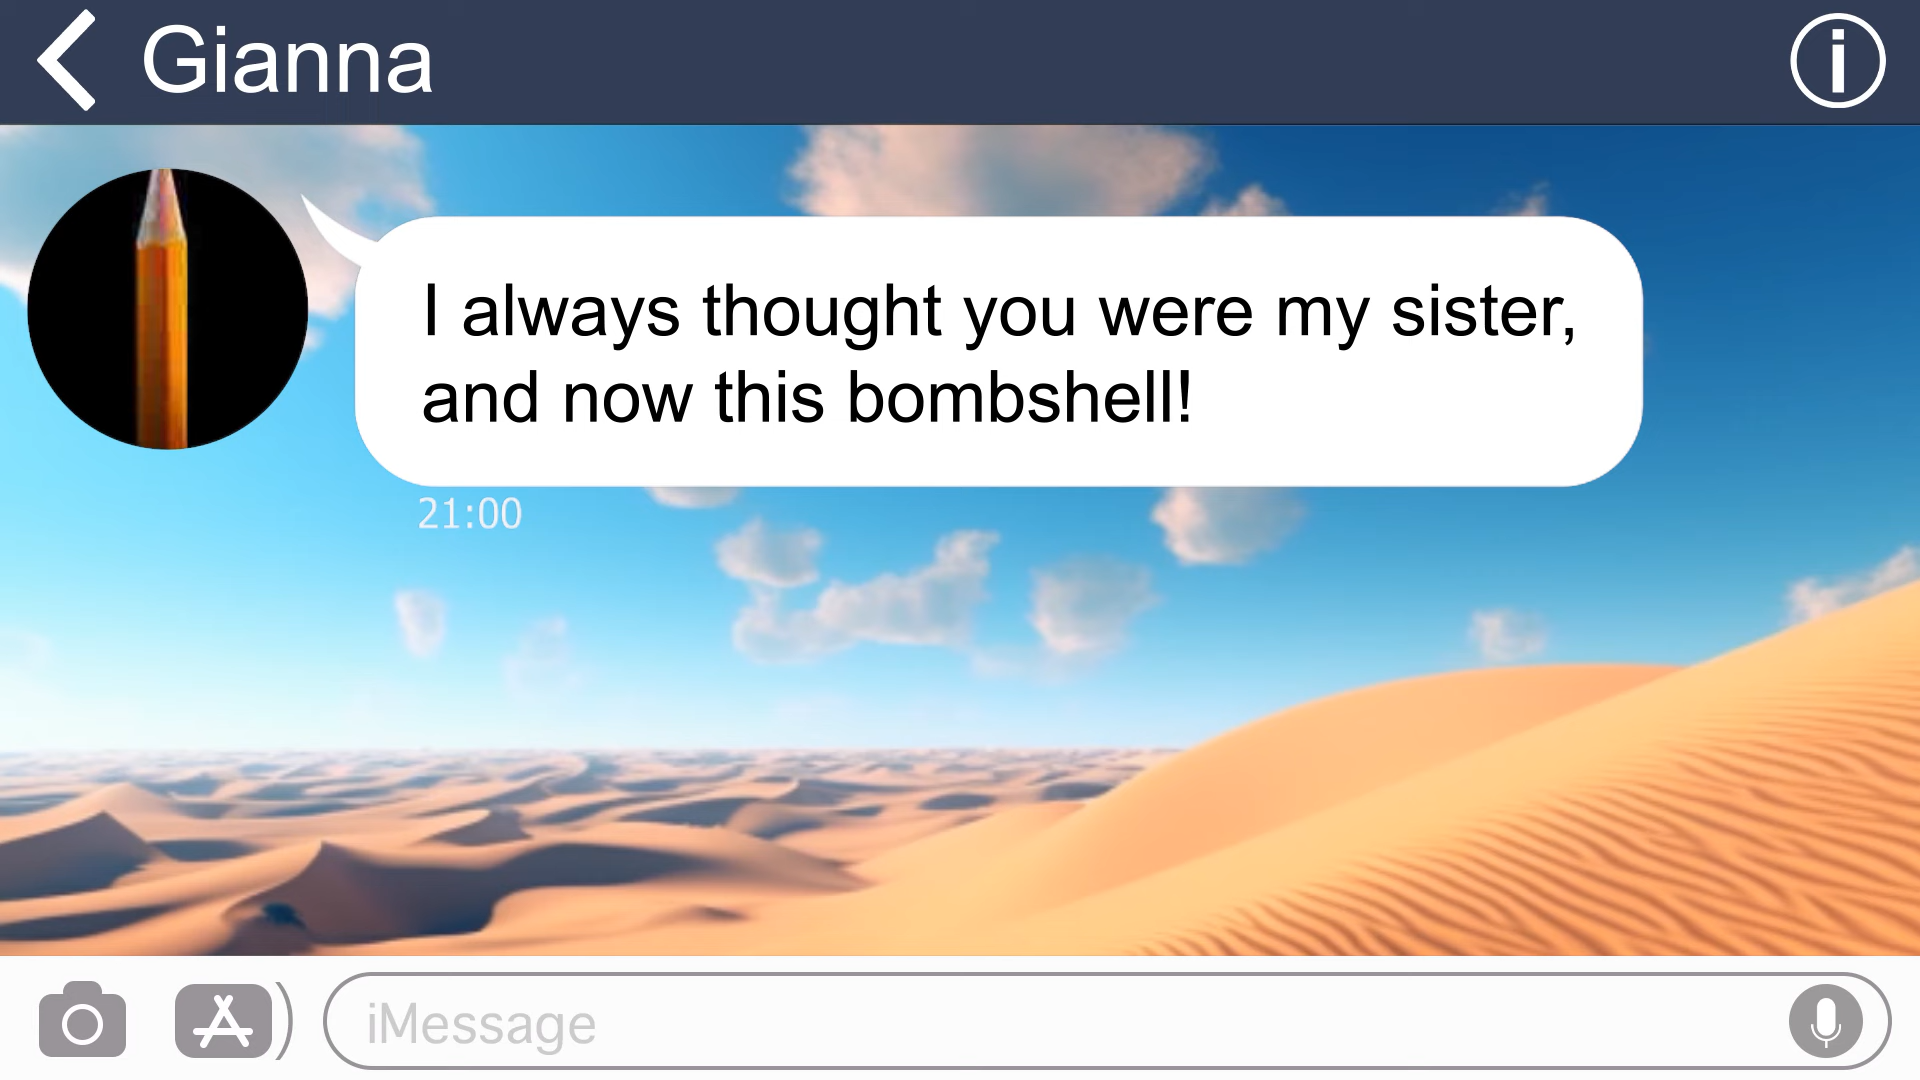 Gianna
I always thought you were my sister,
and now this bombshell!
21:00
iMessage